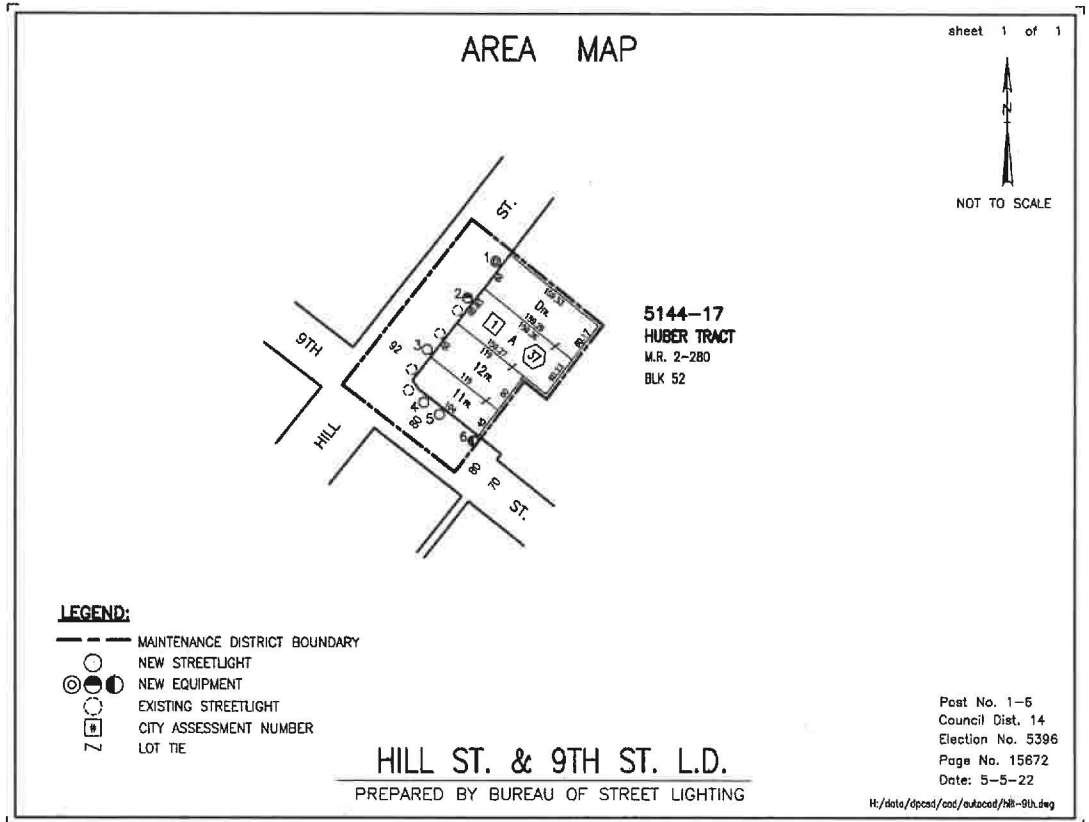 sheet 1 of 1
AREA MAP
N
NOT TO SCALE
ST.
1
2
3
4
5
6
9TH
92
HILL
80
80
70
ST.
1
A
37
12
11
119
119
5144-17
HUBER TRACT
M.R. 2-280
BLK 52
LEGEND:
MAINTENANCE DISTRICT BOUNDARY
NEW STREETLIGHT
NEW EQUIPMENT
EXISTING STREETLIGHT
# CITY ASSESSMENT NUMBER
LOT TIE
HILL ST. & 9TH ST. L.D.
PREPARED BY BUREAU OF STREET LIGHTING
Post No. 1-6
Council Dist. 14
Election No. 5396
Page No. 15672
Date: 5-5-22
H:/data/dpcsd/cad/autocad/hill-9th.dwg